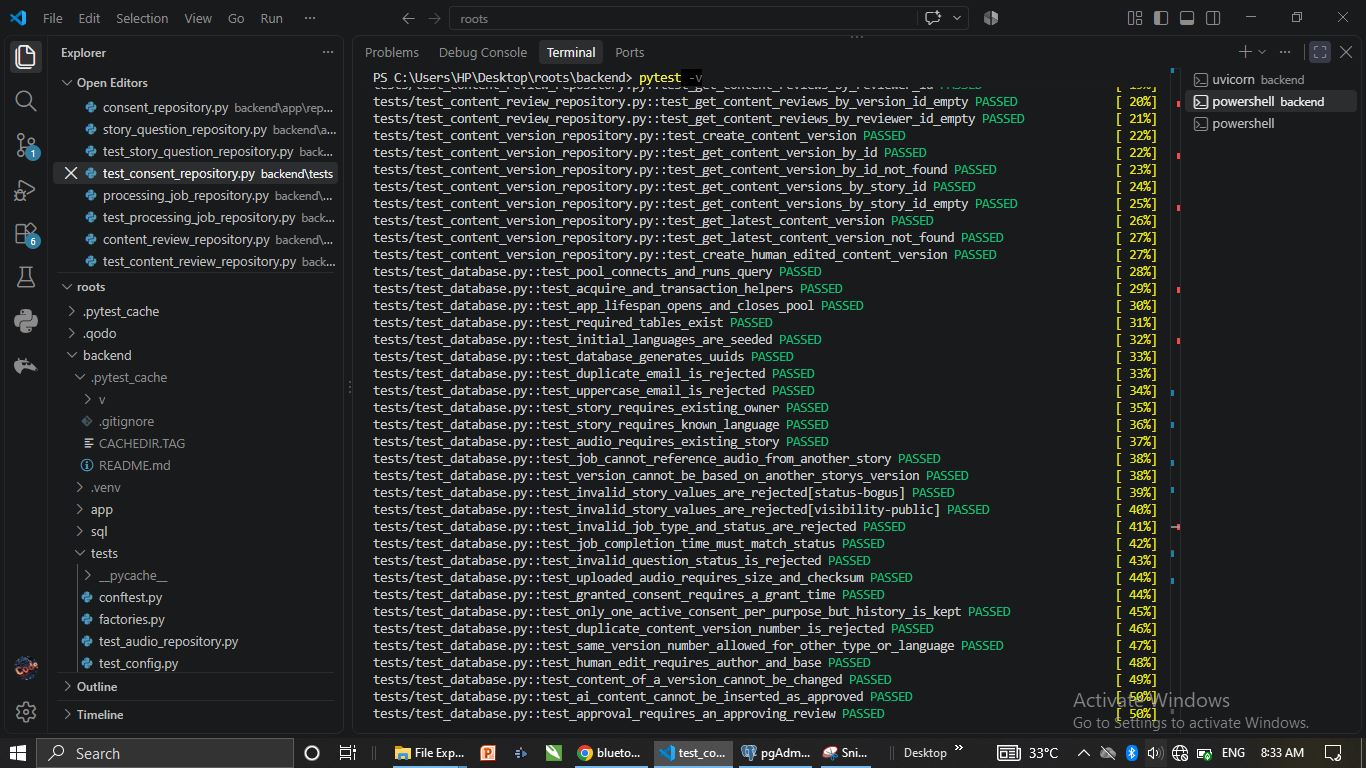 File Edit Selection View Go Run ··· roots
Explorer ···
Open Editors
consent_repository.py backend\app\rep...
story_question_repository.py backend\a...
test_story_question_repository.py back...
test_consent_repository.py backend\tests
processing_job_repository.py backend\...
test_processing_job_repository.py back...
content_review_repository.py backend\...
test_content_review_repository.py back...
roots
.pytest_cache
.qodo
backend
.pytest_cache
v
.gitignore
CACHEDIR.TAG
README.md
.venv
app
sql
tests
__pycache__
conftest.py
factories.py
test_audio_repository.py
test_config.py
Outline
Timeline
1
6
Problems Debug Console Terminal Ports
PS C:\Users\HP\Desktop\roots\backend> pytest -v
tests/test_content_review_repository.py::test_get_content_reviews_by_reviewer_id PASSED [ 19%]
tests/test_content_review_repository.py::test_get_content_reviews_by_version_id_empty PASSED [ 20%]
tests/test_content_review_repository.py::test_get_content_reviews_by_reviewer_id_empty PASSED [ 21%]
tests/test_content_version_repository.py::test_create_content_version PASSED [ 22%]
tests/test_content_version_repository.py::test_get_content_version_by_id PASSED [ 22%]
tests/test_content_version_repository.py::test_get_content_version_by_id_not_found PASSED [ 23%]
tests/test_content_version_repository.py::test_get_content_versions_by_story_id PASSED [ 24%]
tests/test_content_version_repository.py::test_get_content_versions_by_story_id_empty PASSED [ 25%]
tests/test_content_version_repository.py::test_get_latest_content_version PASSED [ 26%]
tests/test_content_version_repository.py::test_get_latest_content_version_not_found PASSED [ 27%]
tests/test_content_version_repository.py::test_create_human_edited_content_version PASSED [ 27%]
tests/test_database.py::test_pool_connects_and_runs_query PASSED [ 28%]
tests/test_database.py::test_acquire_and_transaction_helpers PASSED [ 29%]
tests/test_database.py::test_app_lifespan_opens_and_closes_pool PASSED [ 30%]
tests/test_database.py::test_required_tables_exist PASSED [ 31%]
tests/test_database.py::test_initial_languages_are_seeded PASSED [ 32%]
tests/test_database.py::test_database_generates_uuids PASSED [ 33%]
tests/test_database.py::test_duplicate_email_is_rejected PASSED [ 33%]
tests/test_database.py::test_uppercase_email_is_rejected PASSED [ 34%]
tests/test_database.py::test_story_requires_existing_owner PASSED [ 35%]
tests/test_database.py::test_story_requires_known_language PASSED [ 36%]
tests/test_database.py::test_audio_requires_existing_story PASSED [ 37%]
tests/test_database.py::test_job_cannot_reference_audio_from_another_story PASSED [ 38%]
tests/test_database.py::test_version_cannot_be_based_on_another_storys_version PASSED [ 38%]
tests/test_database.py::test_invalid_story_values_are_rejected[status-bogus] PASSED [ 39%]
tests/test_database.py::test_invalid_story_values_are_rejected[visibility-public] PASSED [ 40%]
tests/test_database.py::test_invalid_job_type_and_status_are_rejected PASSED [ 41%]
tests/test_database.py::test_job_completion_time_must_match_status PASSED [ 42%]
tests/test_database.py::test_invalid_question_status_is_rejected PASSED [ 43%]
tests/test_database.py::test_uploaded_audio_requires_size_and_checksum PASSED [ 44%]
tests/test_database.py::test_granted_consent_requires_a_grant_time PASSED [ 44%]
tests/test_database.py::test_only_one_active_consent_per_purpose_but_history_is_kept PASSED [ 45%]
tests/test_database.py::test_duplicate_content_version_number_is_rejected PASSED [ 46%]
tests/test_database.py::test_same_version_number_allowed_for_other_type_or_language PASSED [ 47%]
tests/test_database.py::test_human_edit_requires_author_and_base PASSED [ 48%]
tests/test_database.py::test_content_of_a_version_cannot_be_changed PASSED [ 49%]
tests/test_database.py::test_ai_content_cannot_be_inserted_as_approved PASSED [ 50%]
tests/test_database.py::test_approval_requires_an_approving_review PASSED [ 50%]
uvicorn backend
powershell backend
powershell
Activate Windows
Go to Settings to activate Windows.
Search File Exp... blueto... test_co... pgAdm... Sni... Desktop » 33°C ENG 8:33 AM